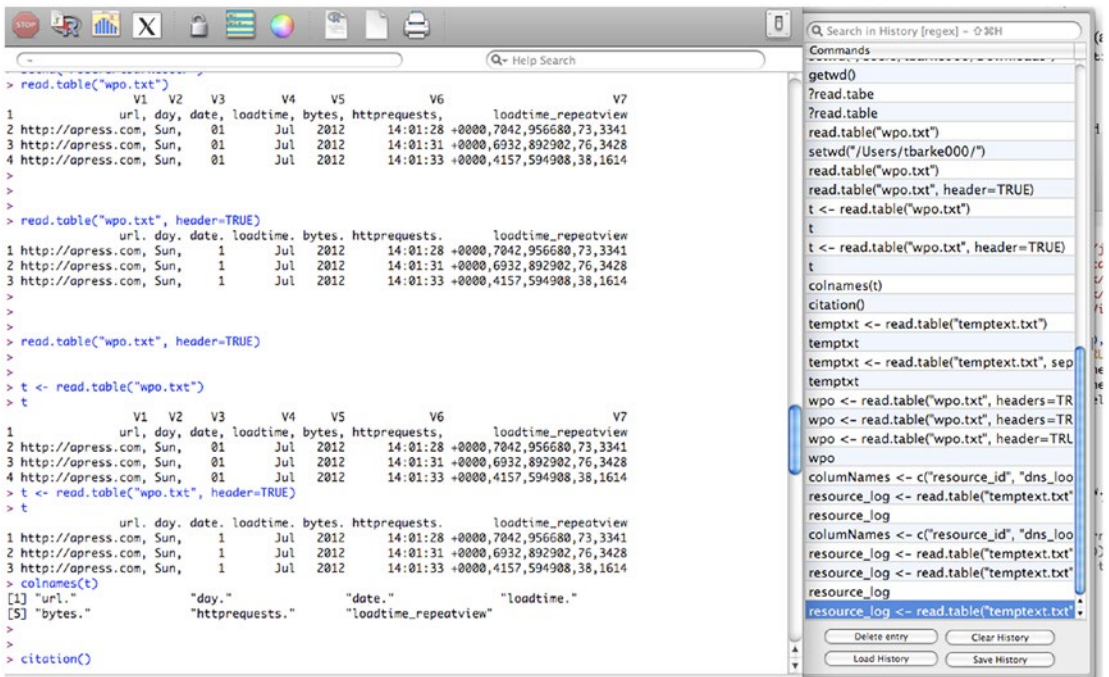 STOP
X
Help Search
> read.table("wpo.txt")
V1 V2 V3 V4 V5 V6 V7
1 url, day, date, loadtime, bytes, httprequests, loadtime_repeatview
2 http://apress.com, Sun, 01 Jul 2012 14:01:28 +0000,7042,956680,73,3341
3 http://apress.com, Sun, 01 Jul 2012 14:01:31 +0000,6932,892902,76,3428
4 http://apress.com, Sun, 01 Jul 2012 14:01:33 +0000,4157,594908,38,1614
>
>
> read.table("wpo.txt", header=TRUE)
url. day. date. loadtime. bytes. httprequests. loadtime_repeatview
1 http://apress.com, Sun, 1 Jul 2012 14:01:28 +0000,7042,956680,73,3341
2 http://apress.com, Sun, 1 Jul 2012 14:01:31 +0000,6932,892902,76,3428
3 http://apress.com, Sun, 1 Jul 2012 14:01:33 +0000,4157,594908,38,1614
>
>
> read.table("wpo.txt", header=TRUE)
>
>
> t <- read.table("wpo.txt")
> t
V1 V2 V3 V4 V5 V6 V7
1 url, day, date, loadtime, bytes, httprequests, loadtime_repeatview
2 http://apress.com, Sun, 01 Jul 2012 14:01:28 +0000,7042,956680,73,3341
3 http://apress.com, Sun, 01 Jul 2012 14:01:31 +0000,6932,892902,76,3428
4 http://apress.com, Sun, 01 Jul 2012 14:01:33 +0000,4157,594908,38,1614
> t <- read.table("wpo.txt", header=TRUE)
> t
url. day. date. loadtime. bytes. httprequests. loadtime_repeatview
1 http://apress.com, Sun, 1 Jul 2012 14:01:28 +0000,7042,956680,73,3341
2 http://apress.com, Sun, 1 Jul 2012 14:01:31 +0000,6932,892902,76,3428
3 http://apress.com, Sun, 1 Jul 2012 14:01:33 +0000,4157,594908,38,1614
> colnames(t)
[1] "url." "day." "date." "loadtime."
[5] "bytes." "httprequests." "loadtime_repeatview"
>
>
> citation()
Search in History [regex] - ⇧⌘H
Commands
getwd()
?read.tabe
?read.table
read.table("wpo.txt")
setwd("/Users/tbarke000/")
read.table("wpo.txt")
read.table("wpo.txt", header=TRUE)
t <- read.table("wpo.txt")
t
t <- read.table("wpo.txt", header=TRUE)
t
colnames(t)
citation()
temptxt <- read.table("temptext.txt")
temptxt
temptxt <- read.table("temptext.txt", sep
temptxt
wpo <- read.table("wpo.txt", headers=TR
wpo <- read.table("wpo.txt", headers=TR
wpo <- read.table("wpo.txt", header=TRU
wpo
columNames <- c("resource_id", "dns_loo
resource_log <- read.table("temptext.txt"
resource_log
columNames <- c("resource_id", "dns_loo
resource_log <- read.table("temptext.txt"
resource_log <- read.table("temptext.txt"
resource_log
resource_log <- read.table("temptext.txt"
Delete entry
Clear History
Load History
Save History